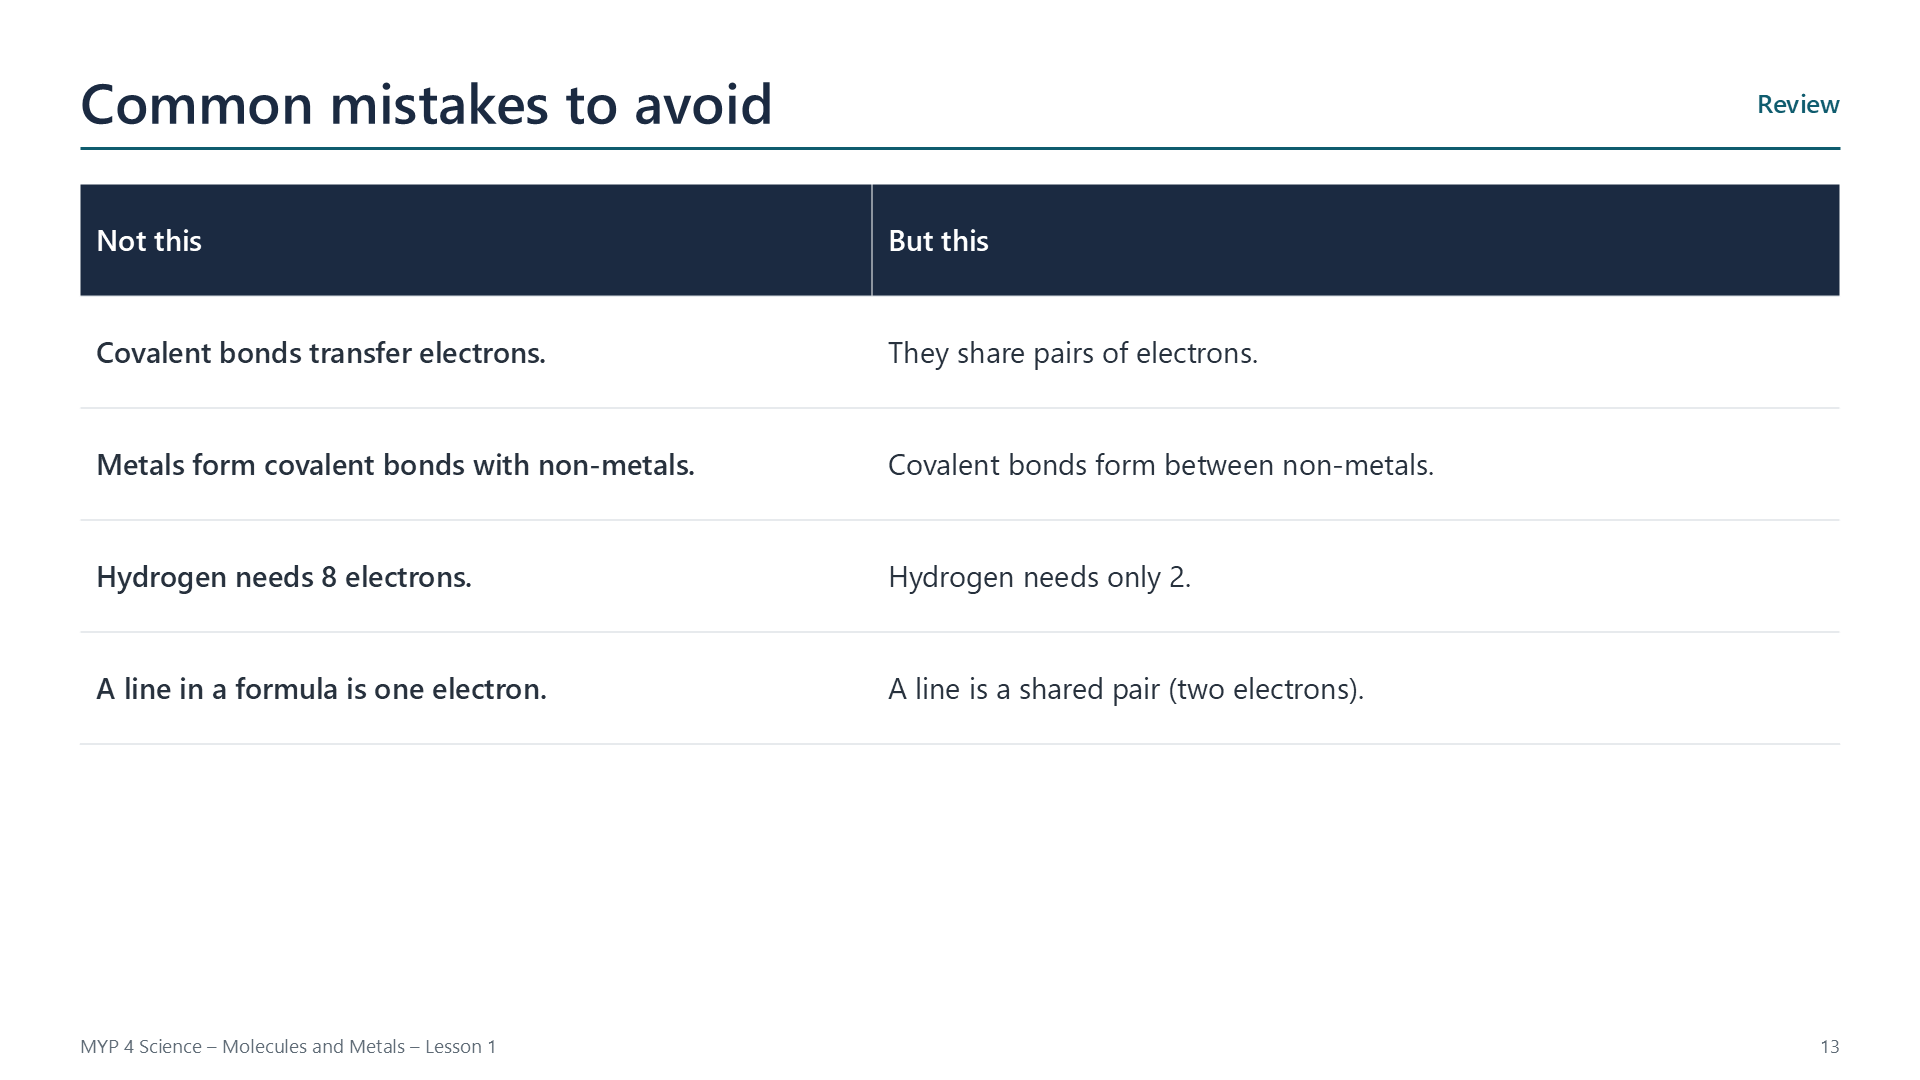 Common mistakes to avoid
Review
Not this
But this
Covalent bonds transfer electrons.
They share pairs of electrons.
Metals form covalent bonds with non-metals.
Covalent bonds form between non-metals.
Hydrogen needs 8 electrons.
Hydrogen needs only 2.
A line in a formula is one electron.
A line is a shared pair (two electrons).
MYP 4 Science – Molecules and Metals – Lesson 1
13